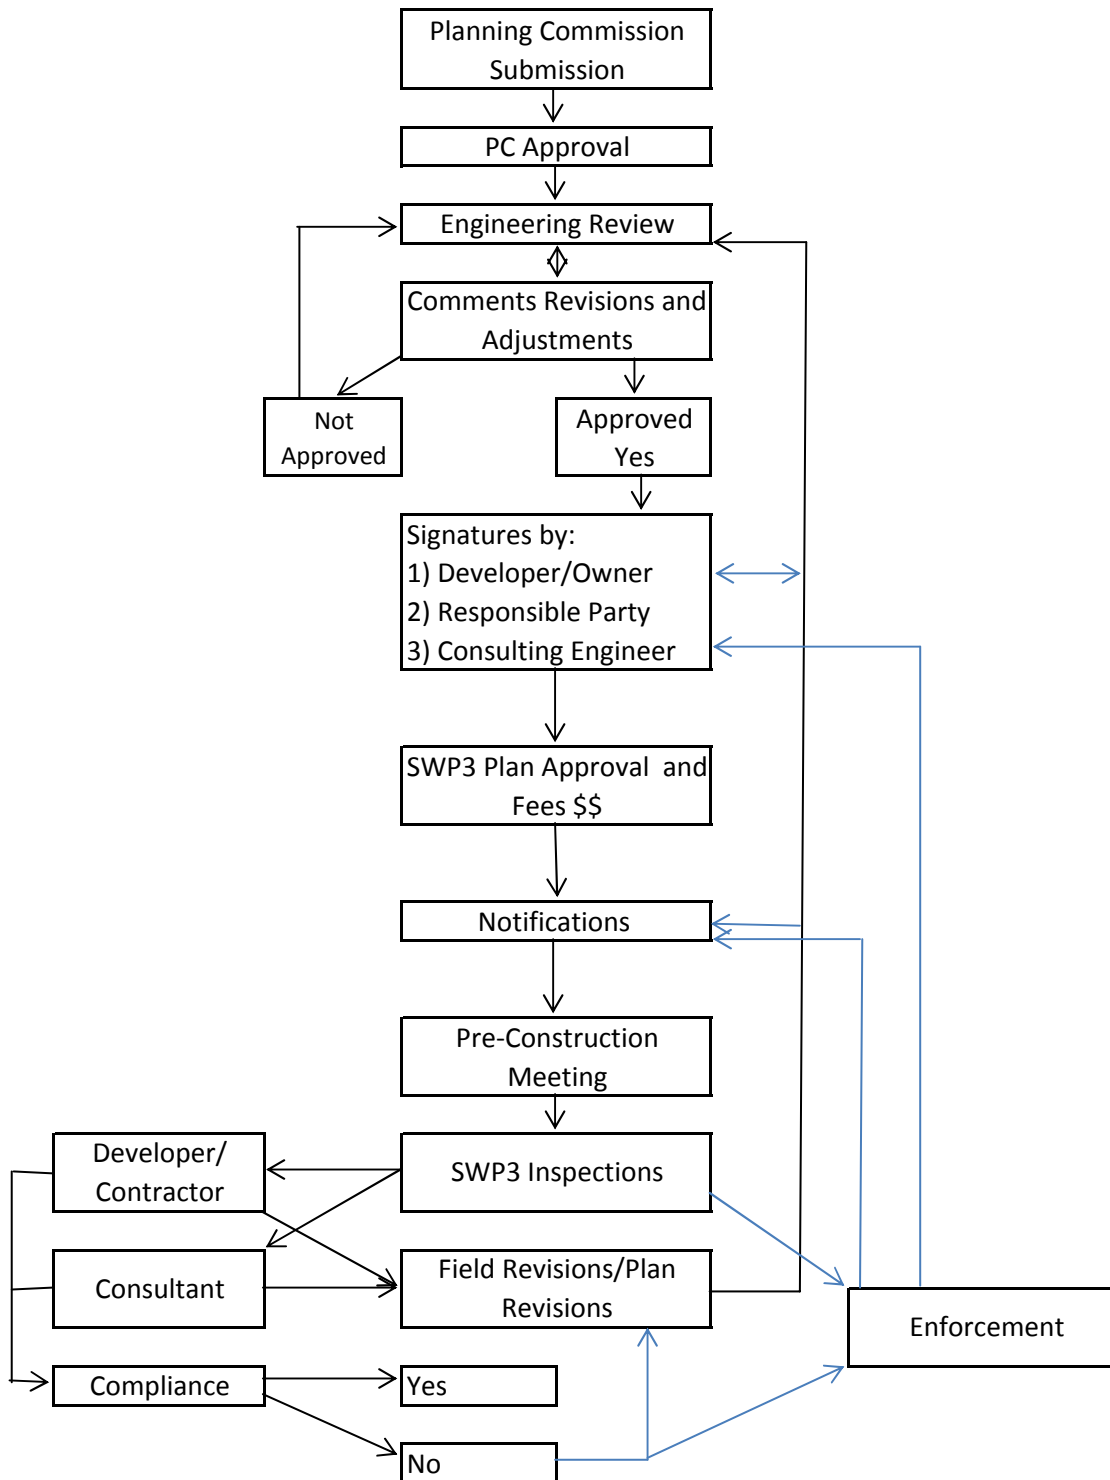 Planning Commission
Submission
PC Approval
Engineering Review
Comments Revisions and
Adjustments
Not
Approved
Approved
Yes
Signatures by:
1) Developer/Owner
2) Responsible Party
3) Consulting Engineer
SWP3 Plan Approval and
Fees $$
Notifications
Pre-Construction
Meeting
Developer/
Contractor
SWP3 Inspections
Consultant
Field Revisions/Plan
Revisions
Enforcement
Compliance
Yes
No